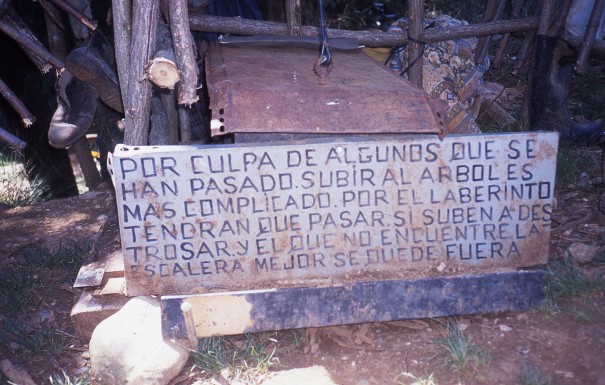 POR CULPA DE ALGUNOS QUE SE
HAN PASADO. SUBIR AL ARBOL ES
MAS COMPLICADO. POR EL LABERINTO
TENDRAN QUE PASAR. SI SUBEN A DES
TROSAR. Y EL QUE NO ENCUENTRE LA
ESCALERA MEJOR SE QUEDE FUERA